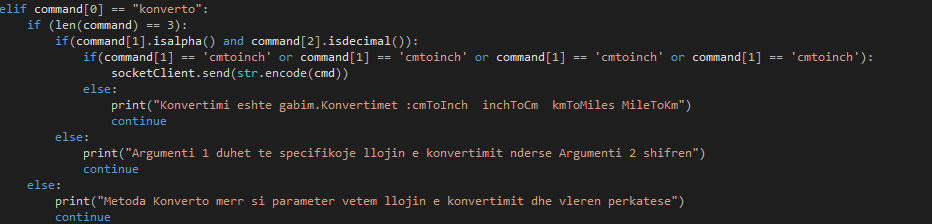 elif command[0] == "konverto":
if (len(command) == 3):
if(command[1].isalpha() and command[2].isdecimal()):
if(command[1] == 'cmtoinch' or command[1] == 'cmtoinch' or command[1] == 'cmtoinch' or command[1] == 'cmtoinch'):
socketClient.send(str.encode(cmd))
else:
print("Konvertimi eshte gabim.Konvertimet :cmToInch  inchToCm  kmToMiles MileToKm")
continue
else:
print("Argumenti 1 duhet te specifikoje llojin e konvertimit nderse Argumenti 2 shifren")
continue
else:
print("Metoda Konverto merr si parameter vetem llojin e konvertimit dhe vleren perkatese")
continue